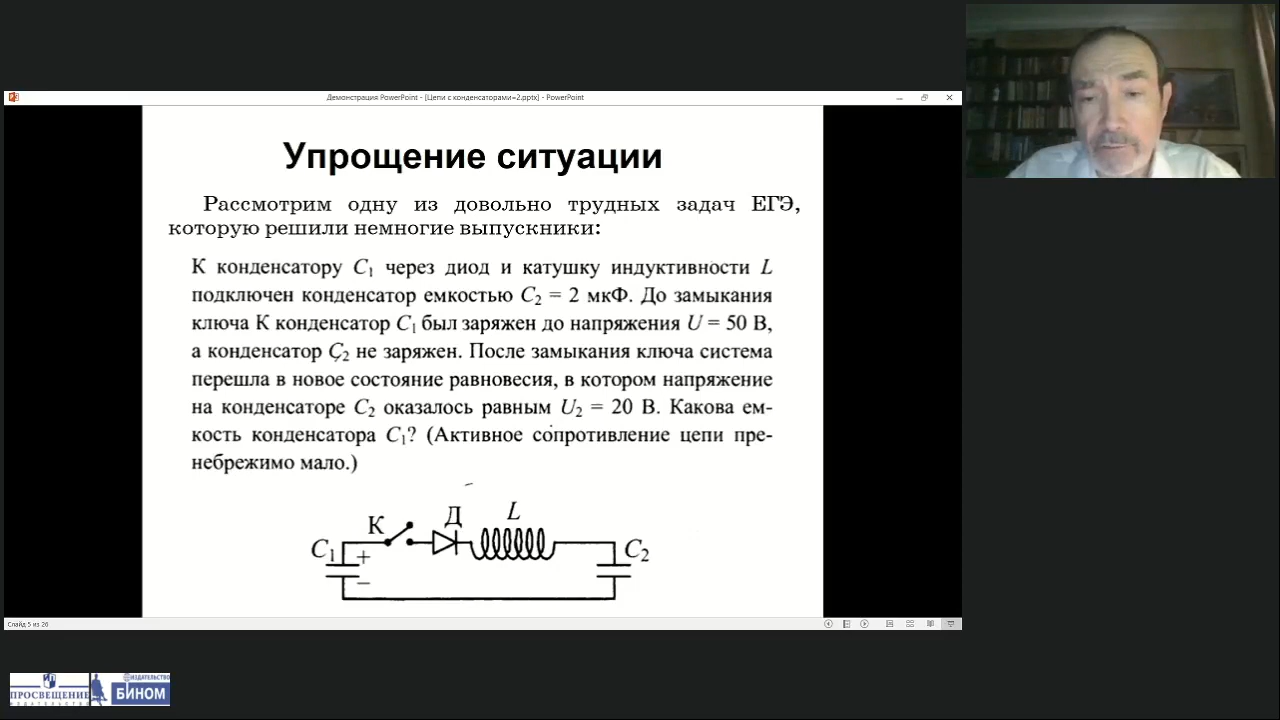 Демонстрация PowerPoint - [Цепи с конденсаторами=2.pptx] - PowerPoint
Упрощение ситуации
Рассмотрим одну из довольно трудных задач ЕГЭ,
которую решили немногие выпускники:
К конденсатору C₁ через диод и катушку индуктивности L
подключен конденсатор емкостью C₂ = 2 мкФ. До замыкания
ключа К конденсатор C₁ был заряжен до напряжения U = 50 В,
а конденсатор C₂ не заряжен. После замыкания ключа система
перешла в новое состояние равновесия, в котором напряжение
на конденсаторе C₂ оказалось равным U₂ = 20 В. Какова ем-
кость конденсатора C₁? (Активное сопротивление цепи пре-
небрежимо мало.)
К Д L
C₁ + C₂
−
Слайд 5 из 26
ПРОСВЕЩЕНИЕ
ИЗДАТЕЛЬСТВО
ИЗДАТЕЛЬСТВО
БИНОМ